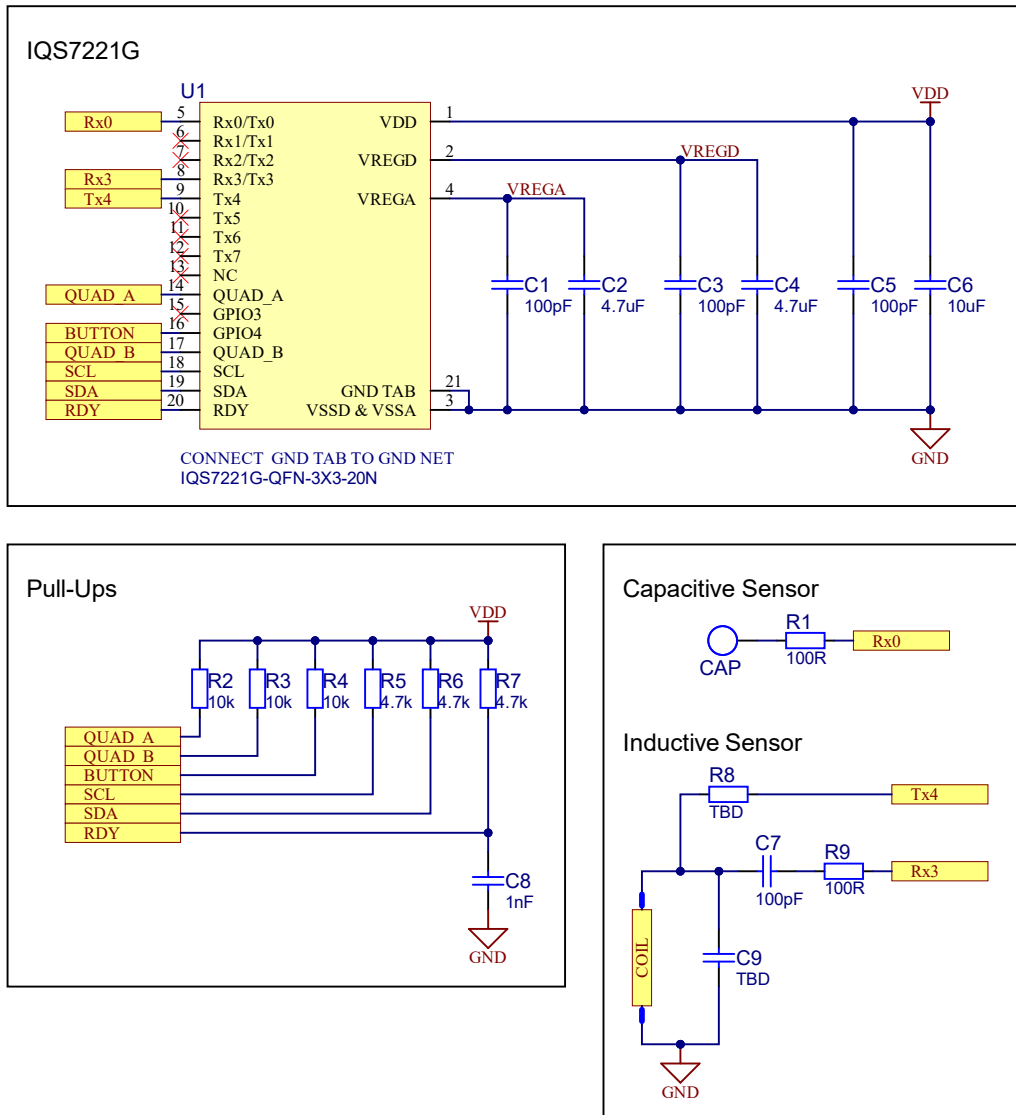 IQS7221G
U1
Rx0 5 Rx0/Tx0 VDD 1 VDD
6 Rx1/Tx1
7 Rx2/Tx2 VREGD 2 VREGD
Rx3 8 Rx3/Tx3
Tx4 9 Tx4 VREGA 4 VREGA
10 Tx5
11 Tx6
12 Tx7
13 NC
QUAD_A 14 QUAD_A
15 GPIO3
BUTTON 16 GPIO4
QUAD_B 17 QUAD_B
SCL 18 SCL
SDA 19 SDA GND TAB 21
RDY 20 RDY VSSD & VSSA 3
C1 C2 C3 C4 C5 C6
100pF 4.7uF 100pF 4.7uF 100pF 10uF
GND
CONNECT GND TAB TO GND NET
IQS7221G-QFN-3X3-20N
Pull-Ups
VDD
R2 R3 R4 R5 R6 R7
10k 10k 10k 4.7k 4.7k 4.7k
QUAD_A
QUAD_B
BUTTON
SCL
SDA
RDY
C8
1nF
GND
Capacitive Sensor
CAP R1 Rx0
100R
Inductive Sensor
R8 Tx4
TBD
C7 R9 Rx3
100pF 100R
COIL
C9
TBD
GND